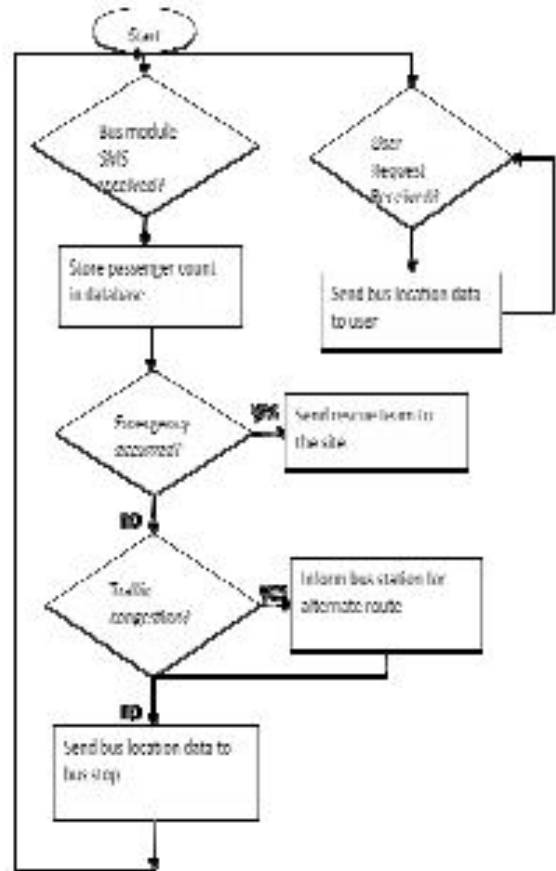 Start
Bus module
SMS
received?
User
Request
Received?
Store passenger count
in database
Send bus location data
to user
Emergency
occurred?
yes
Send rescue team to
the site
no
Traffic
congestion?
yes
Inform bus station for
alternate route
no
Send bus location data to
bus stop